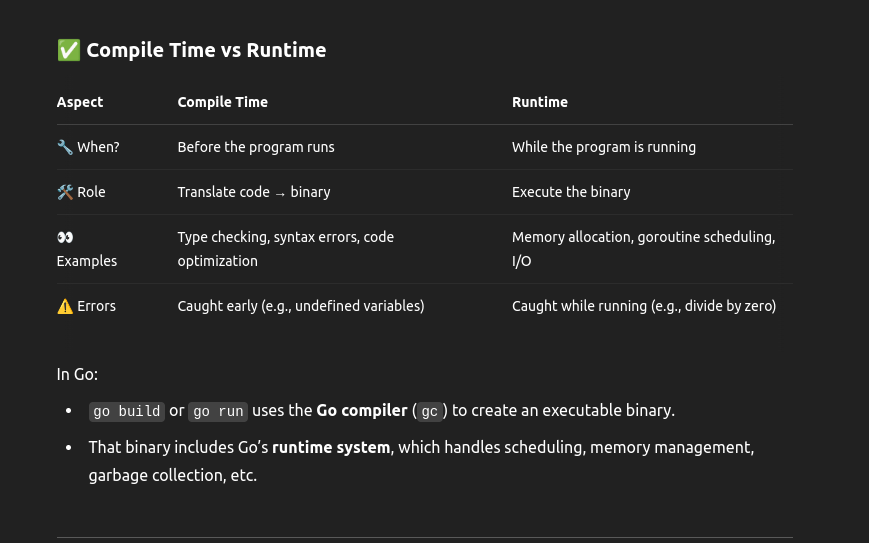 ✅ Compile Time vs Runtime
Aspect Compile Time Runtime
🔧 When? Before the program runs While the program is running
🛠️ Role Translate code → binary Execute the binary
👀 Examples Type checking, syntax errors, code optimization Memory allocation, goroutine scheduling, I/O
⚠️ Errors Caught early (e.g., undefined variables) Caught while running (e.g., divide by zero)
In Go:
• go build or go run uses the Go compiler (gc) to create an executable binary.
• That binary includes Go’s runtime system, which handles scheduling, memory management,
garbage collection, etc.